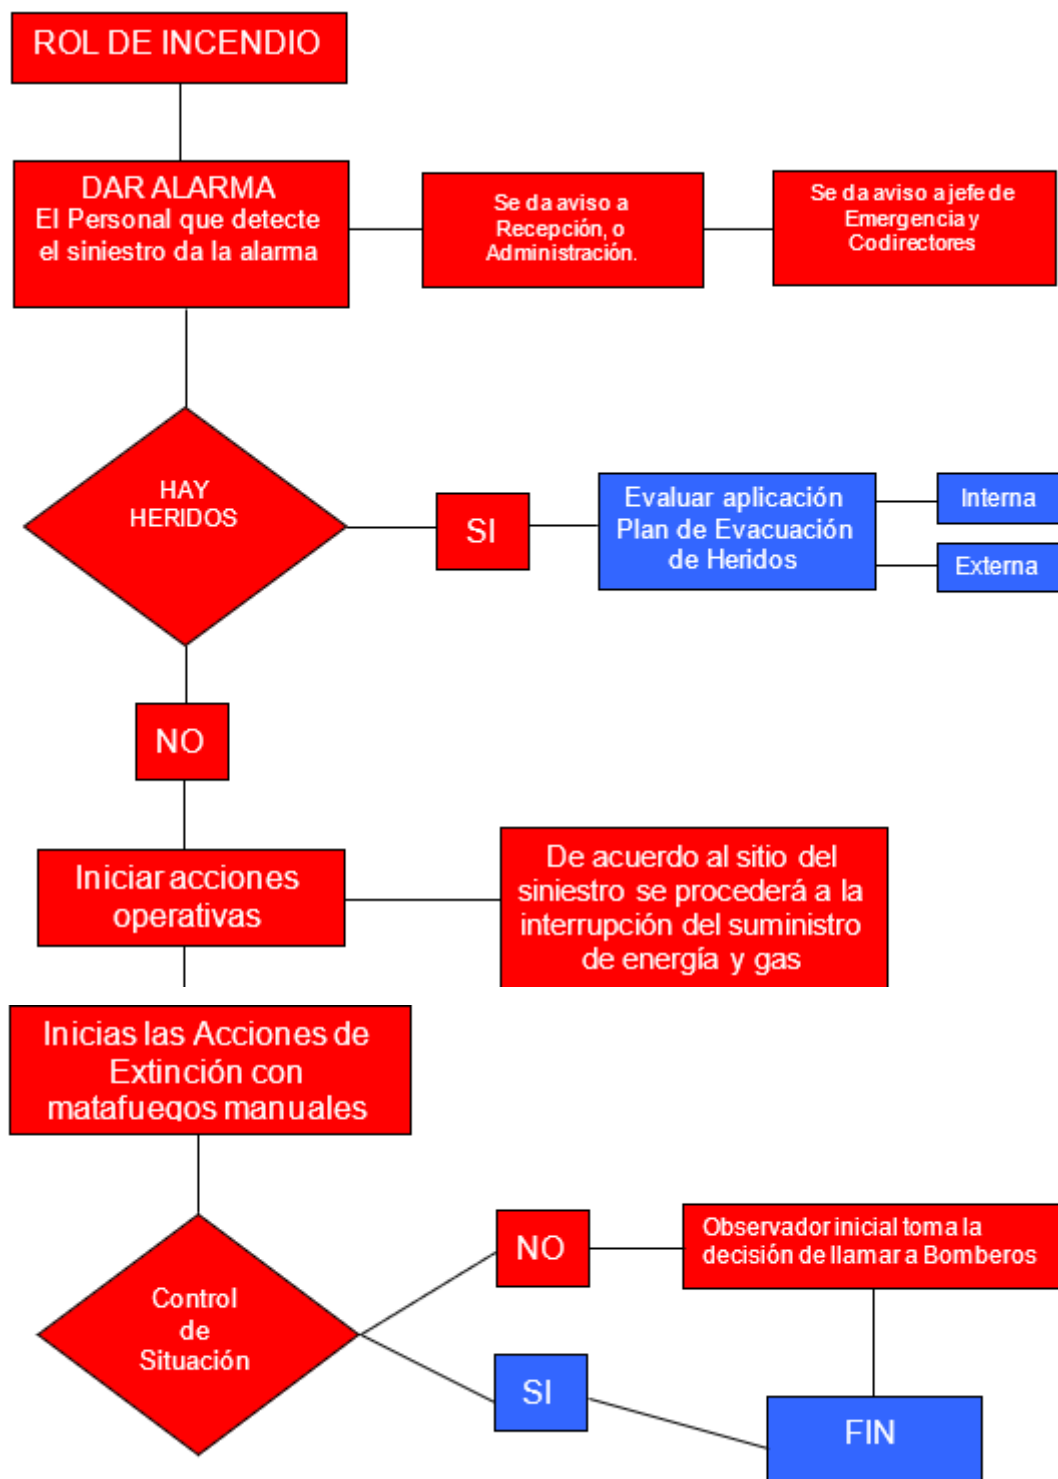 ROL DE INCENDIO
DAR ALARMA
El Personal que detecte
el siniestro da la alarma
Se da aviso a
Recepción, o
Administración.
Se da aviso a jefe de
Emergencia y
Codirectores
HAY
HERIDOS
SI
Evaluar aplicación
Plan de Evacuación
de Heridos
Interna
Externa
NO
Iniciar acciones
operativas
De acuerdo al sitio del
siniestro se procederá a la
interrupción del suministro
de energía y gas
Inicias las Acciones de
Extinción con
matafuegos manuales
Control
de
Situación
NO
Observador inicial toma la
decisión de llamar a Bomberos
SI
FIN